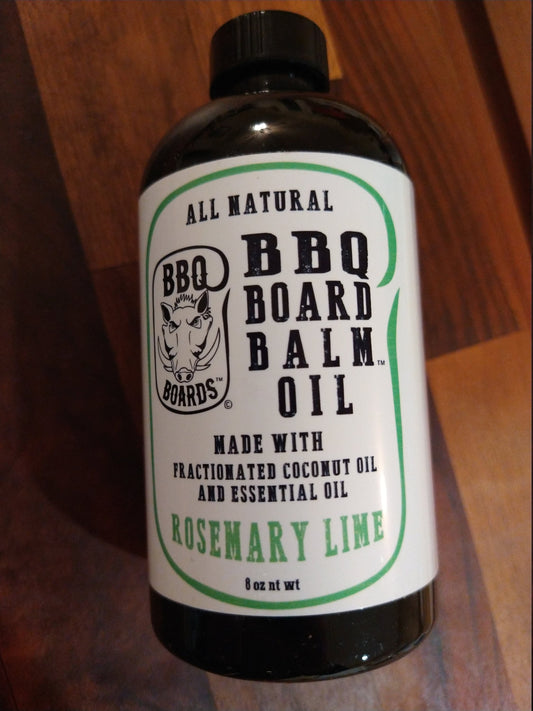 ALL NATURAL
BBQ
BOARDS™
©
BBQ
BOARD
BALM™
OIL
MADE WITH
FRACTIONATED COCONUT OIL
AND ESSENTIAL OIL
ROSEMARY LIME
8 oz nt wt